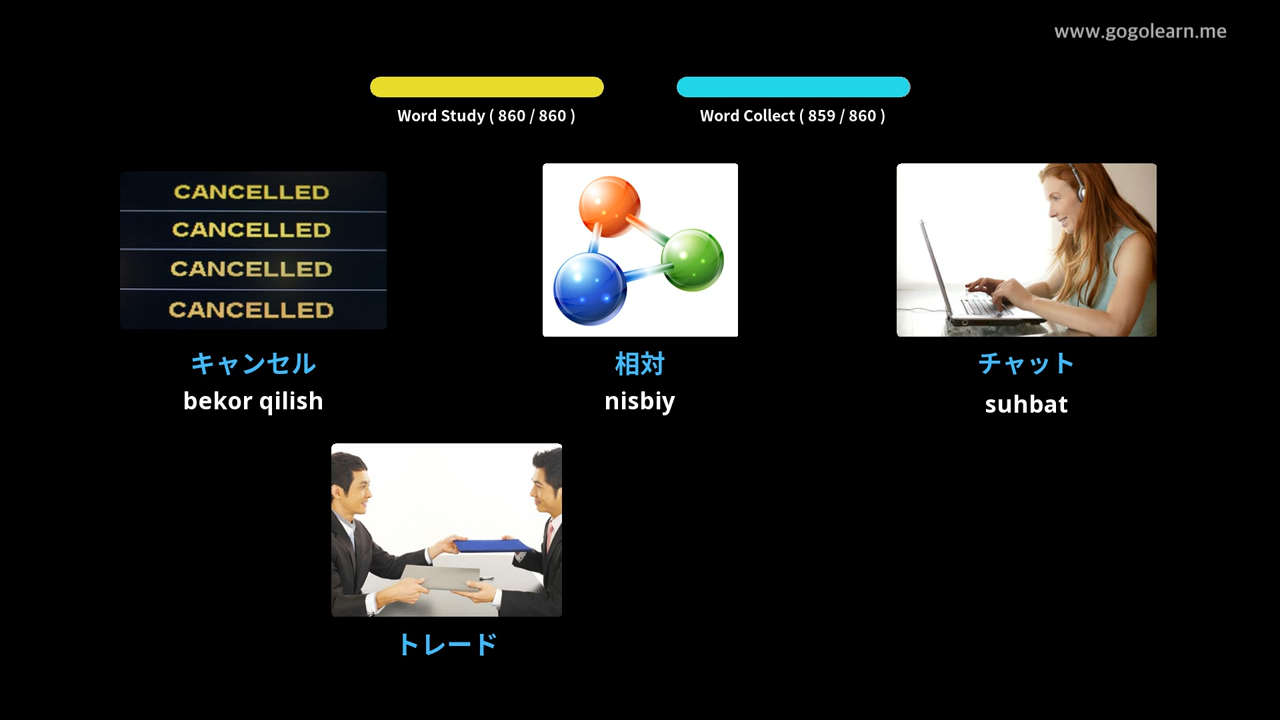 www.gogolearn.me
Word Study ( 860 / 860 )
Word Collect ( 859 / 860 )
CANCELLED
CANCELLED
CANCELLED
CANCELLED
キャンセル
bekor qilish
相対
nisbiy
チャット
suhbat
トレード